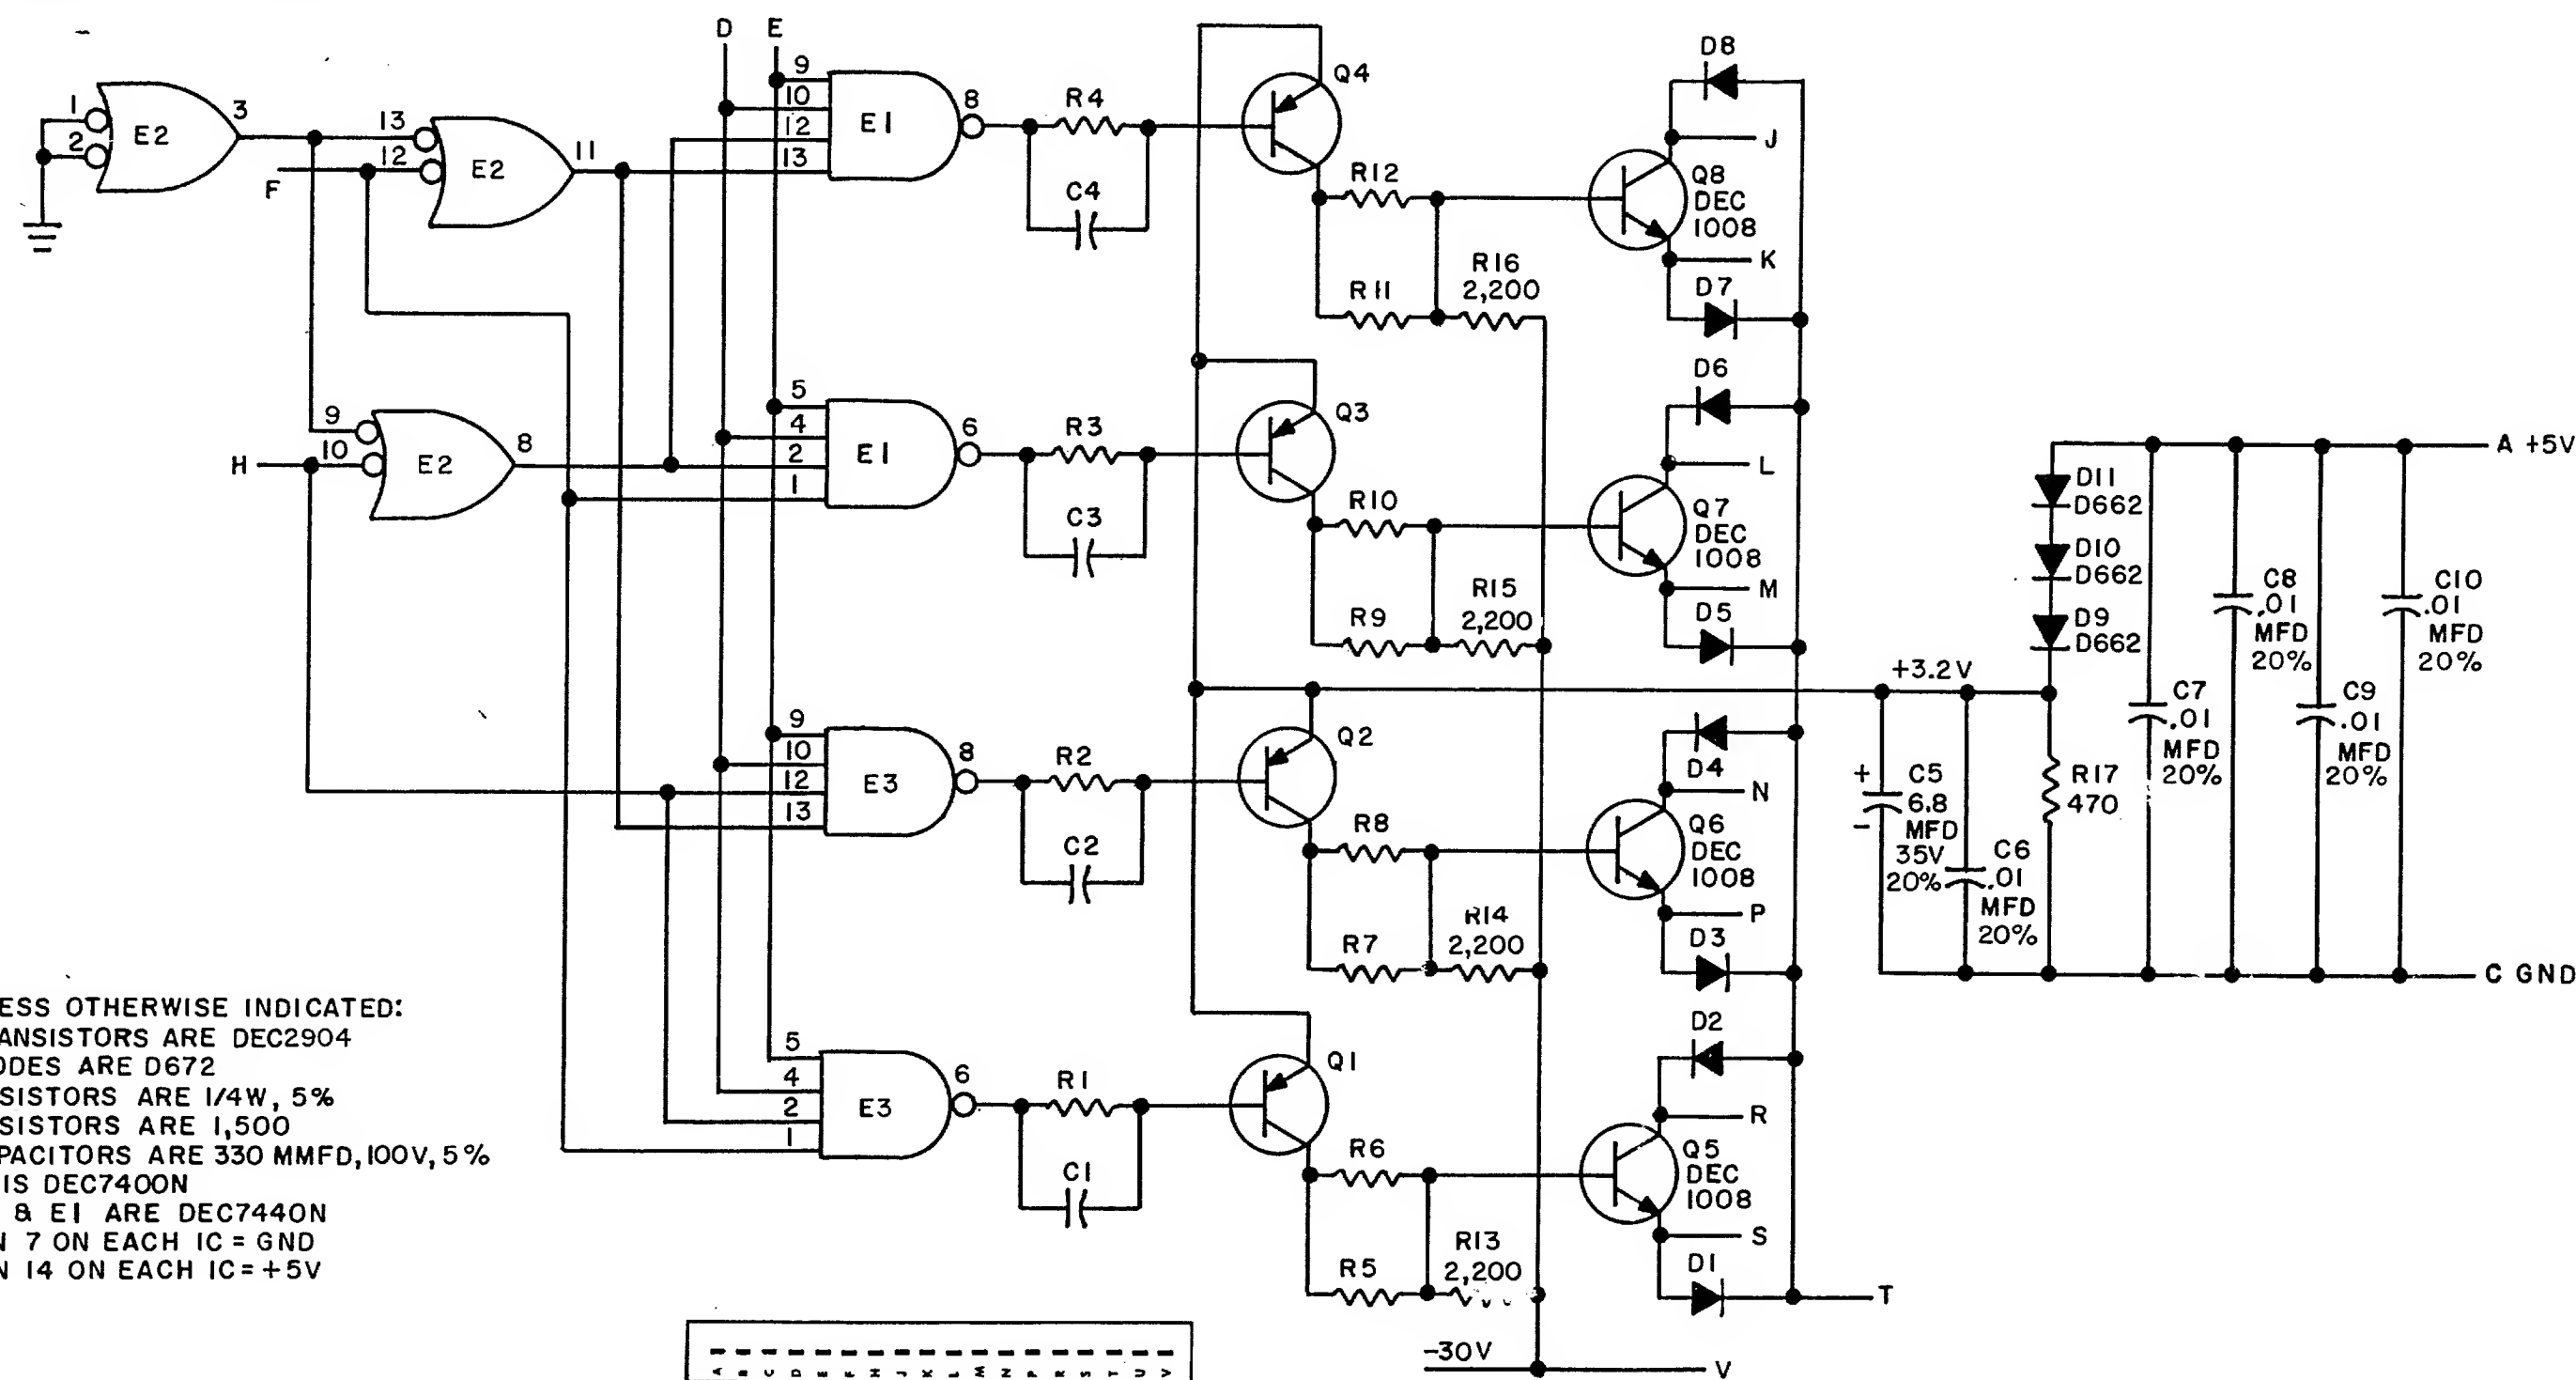 D E
1
2
E2
3
13
12
E2
11
F
9
10
12
13
E1
8
R4
C4
Q4
R12
R11
R16
2,200
Q8
DEC
1008
D8
J
K
D7
H
9
10
E2
8
5
4
2
1
E1
6
R3
C3
Q3
R10
R9
R15
2,200
Q7
DEC
1008
D6
L
M
D5
9
10
12
13
E3
8
R2
C2
Q2
R8
R7
R14
2,200
Q6
DEC
1008
D4
N
P
D3
5
4
2
1
E3
6
R1
C1
Q1
R6
R5
R13
2,200
Q5
DEC
1008
D2
R
S
D1
T
-30V
V
A +5V
D11
D662
D10
D662
D9
D662
+3.2V
+
-
C5
6.8
MFD
35V
20%
C6
.01
MFD
20%
R17
470
C7
.01
MFD
20%
C8
.01
MFD
20%
C9
.01
MFD
20%
C10
.01
MFD
20%
C GND
ESS OTHERWISE INDICATED:
ANSISTORS ARE DEC2904
ODES ARE D672
SISTORS ARE 1/4W, 5%
SISTORS ARE 1,500
PACITORS ARE 330 MMFD,100V,5%
IS DEC7400N
& E1 ARE DEC7440N
N 7 ON EACH IC = GND
N 14 ON EACH IC=+5V
A B C D E F H J K L M N P R S T U V